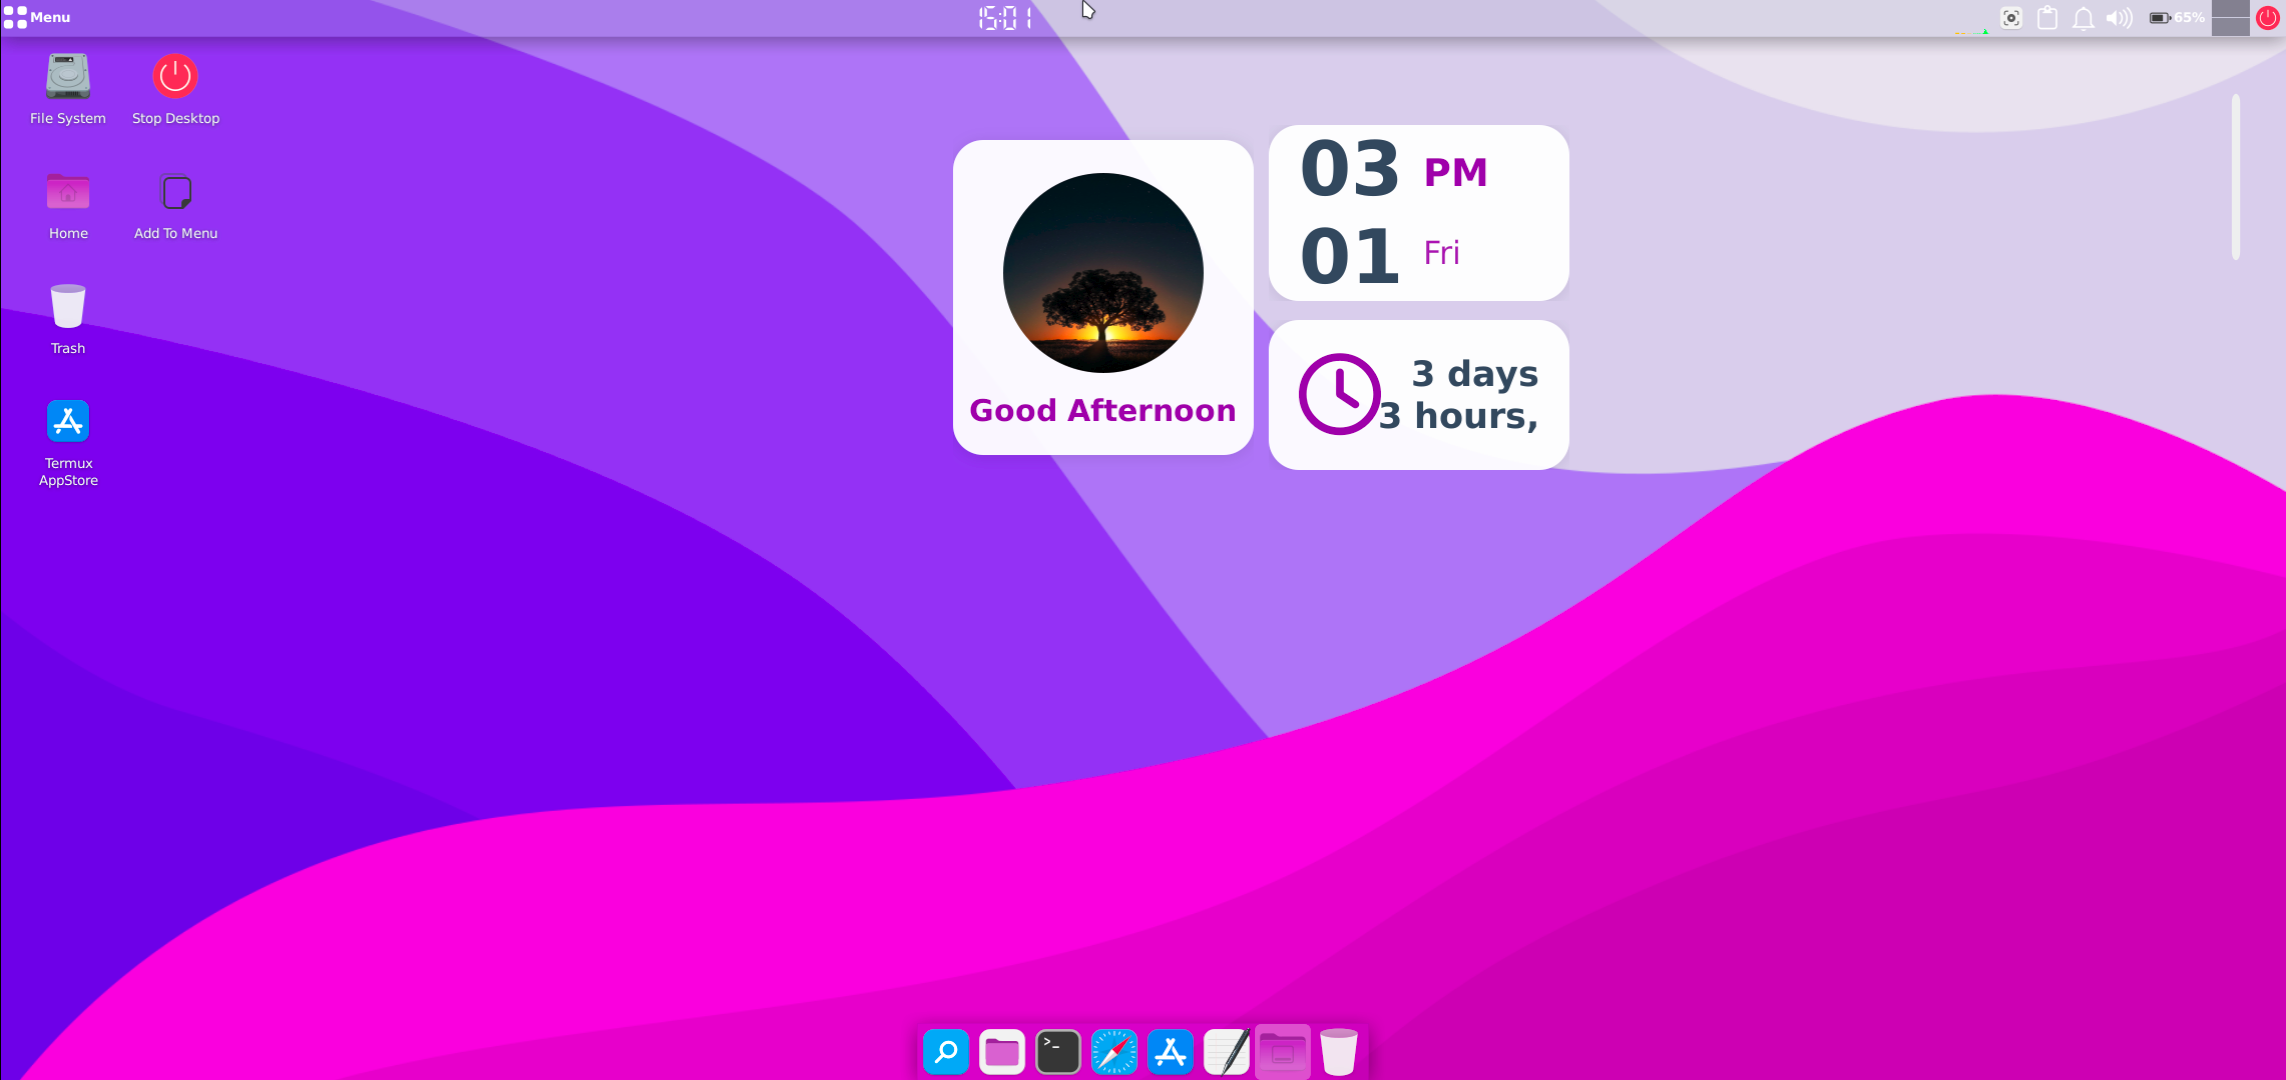 Menu
15:01
65%
File System
Stop Desktop
Home
Add To Menu
Trash
Termux
AppStore
Good Afternoon
03 PM
01 Fri
3 days
3 hours,
>_